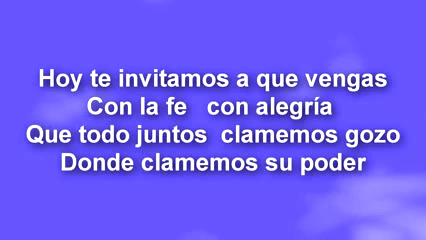 Hoy te invitamos a que vengas
Con la fe con alegría
Que todo juntos clamemos gozo
Donde clamemos su poder